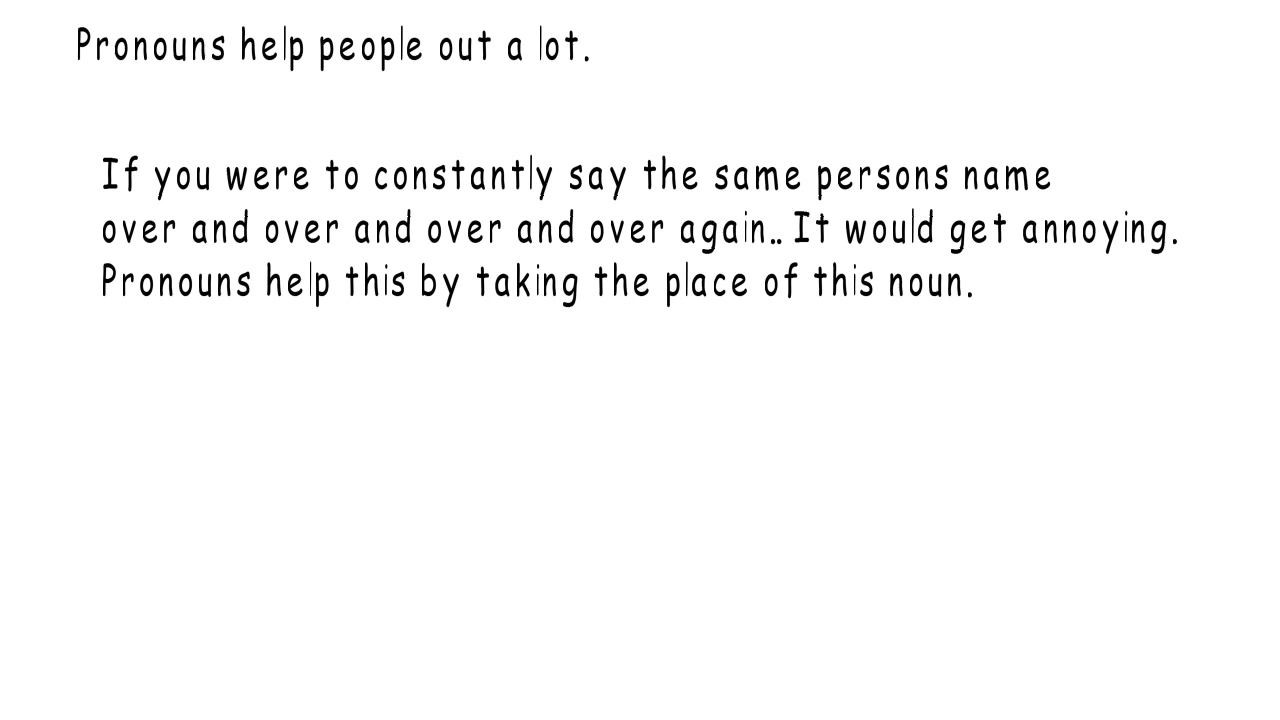 Pronouns help people out a lot.
If you were to constantly say the same persons name
over and over and over and over again.. It would get annoying.
Pronouns help this by taking the place of this noun.